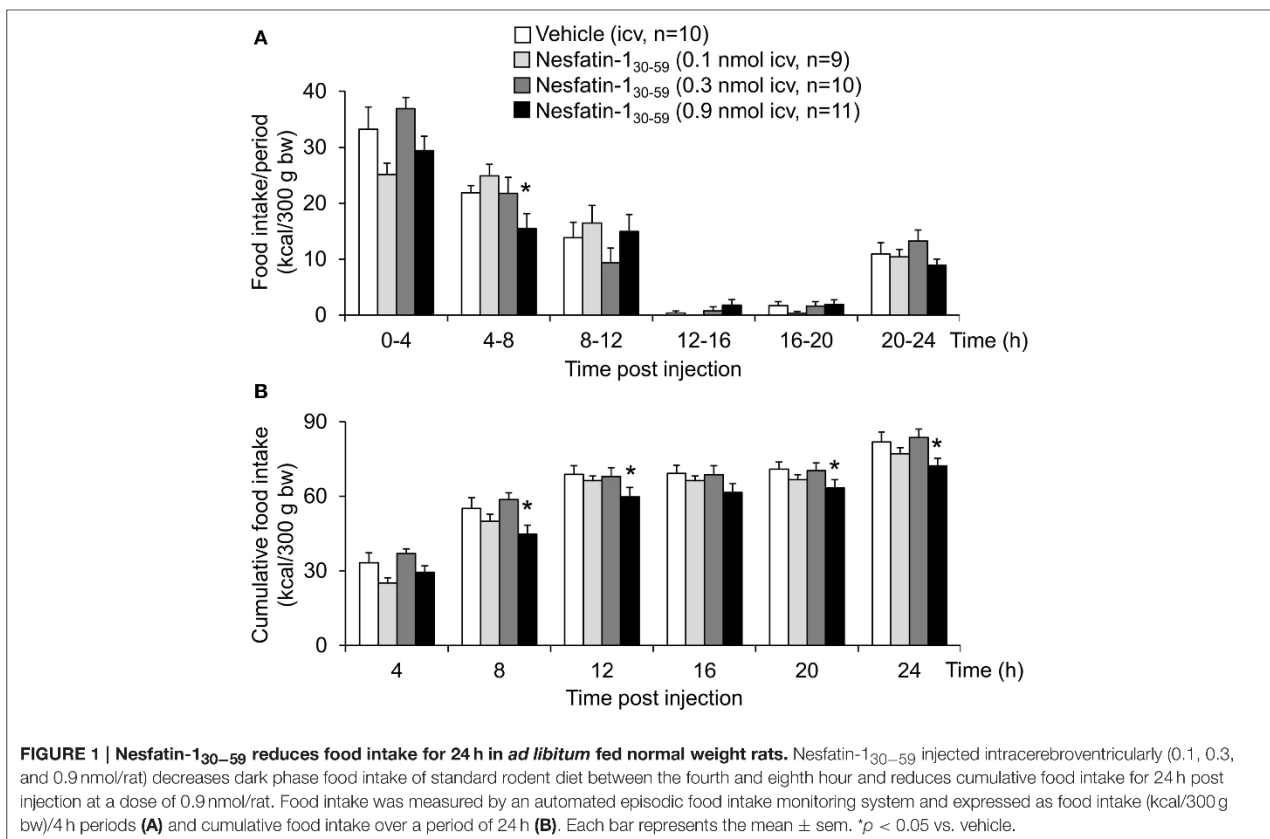 A
Vehicle (icv, n=10)
Nesfatin-1₃₀₋₅₉ (0.1 nmol icv, n=9)
Nesfatin-1₃₀₋₅₉ (0.3 nmol icv, n=10)
Nesfatin-1₃₀₋₅₉ (0.9 nmol icv, n=11)
Food intake/period
(kcal/300 g bw)
40
30
20
10
0
*
0-4 4-8 8-12 12-16 16-20 20-24 Time (h)
Time post injection
B
Cumulative food intake
(kcal/300 g bw)
90
60
30
0
* * * *
4 8 12 16 20 24 Time (h)
Time post injection
FIGURE 1 | Nesfatin-1₃₀₋₅₉ reduces food intake for 24 h in ad libitum fed normal weight rats. Nesfatin-1₃₀₋₅₉ injected intracerebroventricularly (0.1, 0.3,
and 0.9 nmol/rat) decreases dark phase food intake of standard rodent diet between the fourth and eighth hour and reduces cumulative food intake for 24 h post
injection at a dose of 0.9 nmol/rat. Food intake was measured by an automated episodic food intake monitoring system and expressed as food intake (kcal/300 g
bw)/4 h periods (A) and cumulative food intake over a period of 24 h (B). Each bar represents the mean ± sem. *p < 0.05 vs. vehicle.